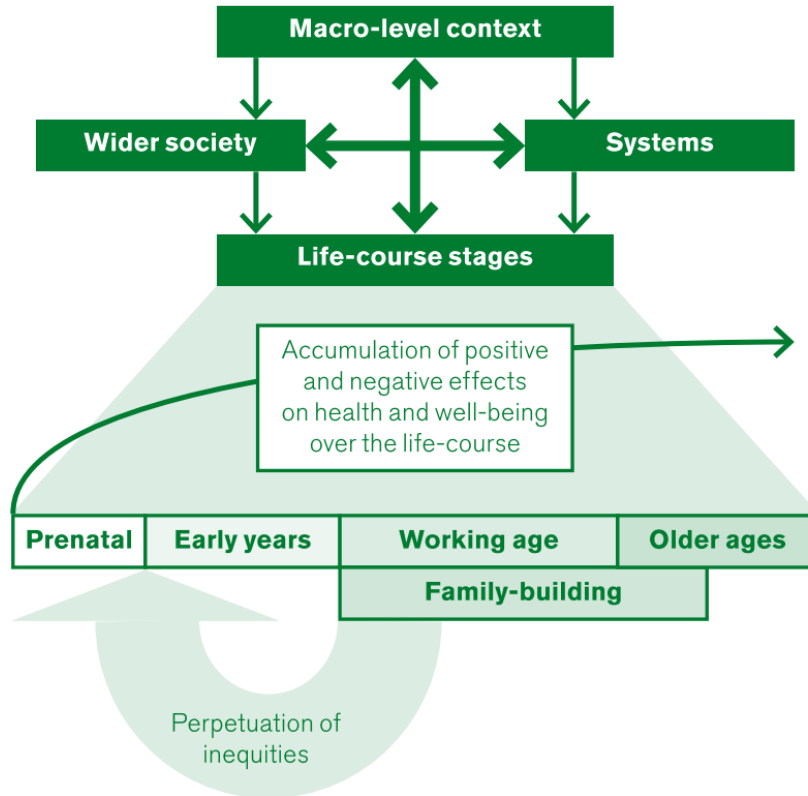 Macro-level context
Wider society
Systems
Life-course stages
Accumulation of positive
and negative effects
on health and well-being
over the life-course
Prenatal
Early years
Working age
Older ages
Family-building
Perpetuation of
inequities